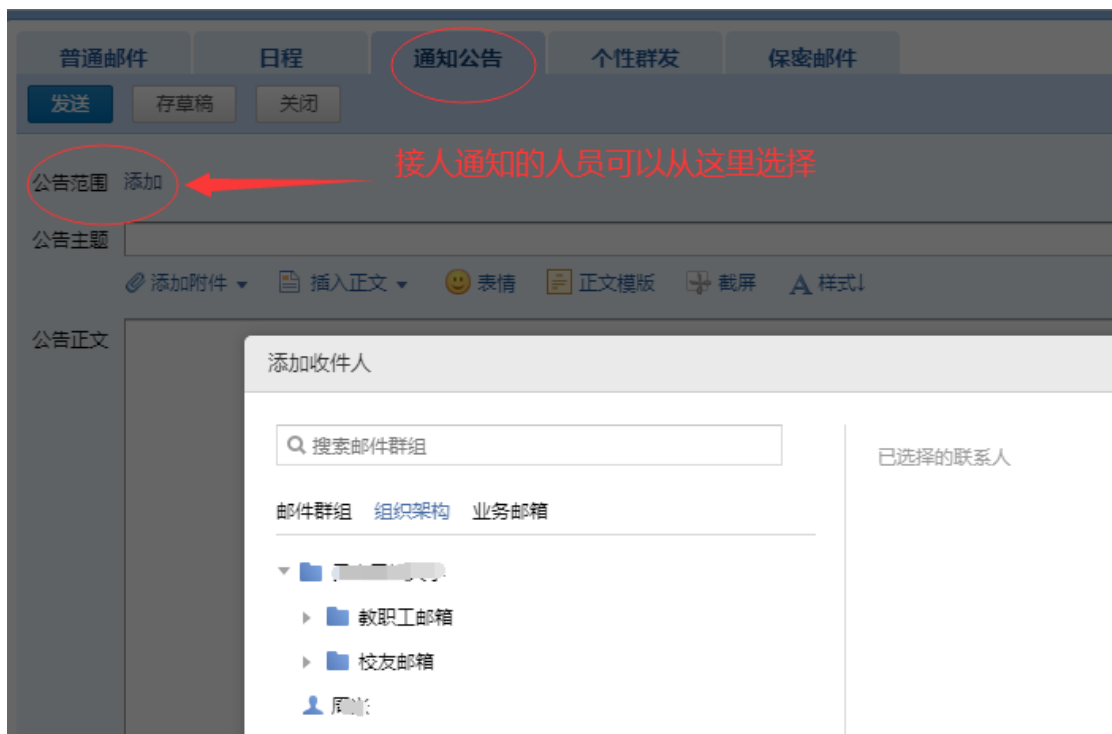 普通邮件 日程 通知公告 个性群发 保密邮件
发送 存草稿 关闭
接人通知的人员可以从这里选择
公告范围 添加
公告主题
添加附件 插入正文 表情 正文模版 截屏 A 样式↓
公告正文
添加收件人
搜索邮件群组
已选择的联系人
邮件群组 组织架构 业务邮箱
教职工邮箱
校友邮箱